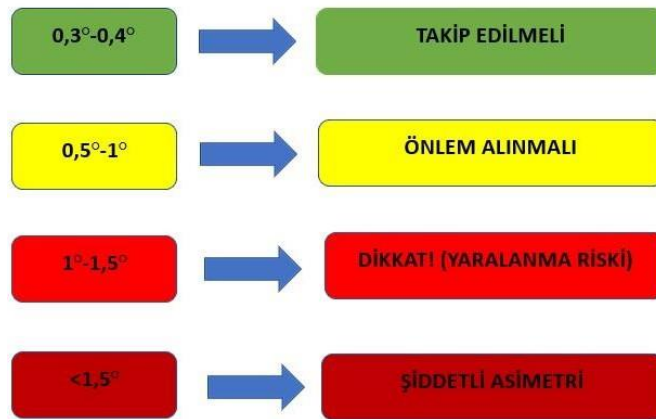 0,3°-0,4° TAKİP EDİLMELİ
0,5°-1° ÖNLEM ALINMALI
1°-1,5° DİKKAT! (YARALANMA RİSKİ)
<1,5° ŞİDDETLİ ASİMETRİ